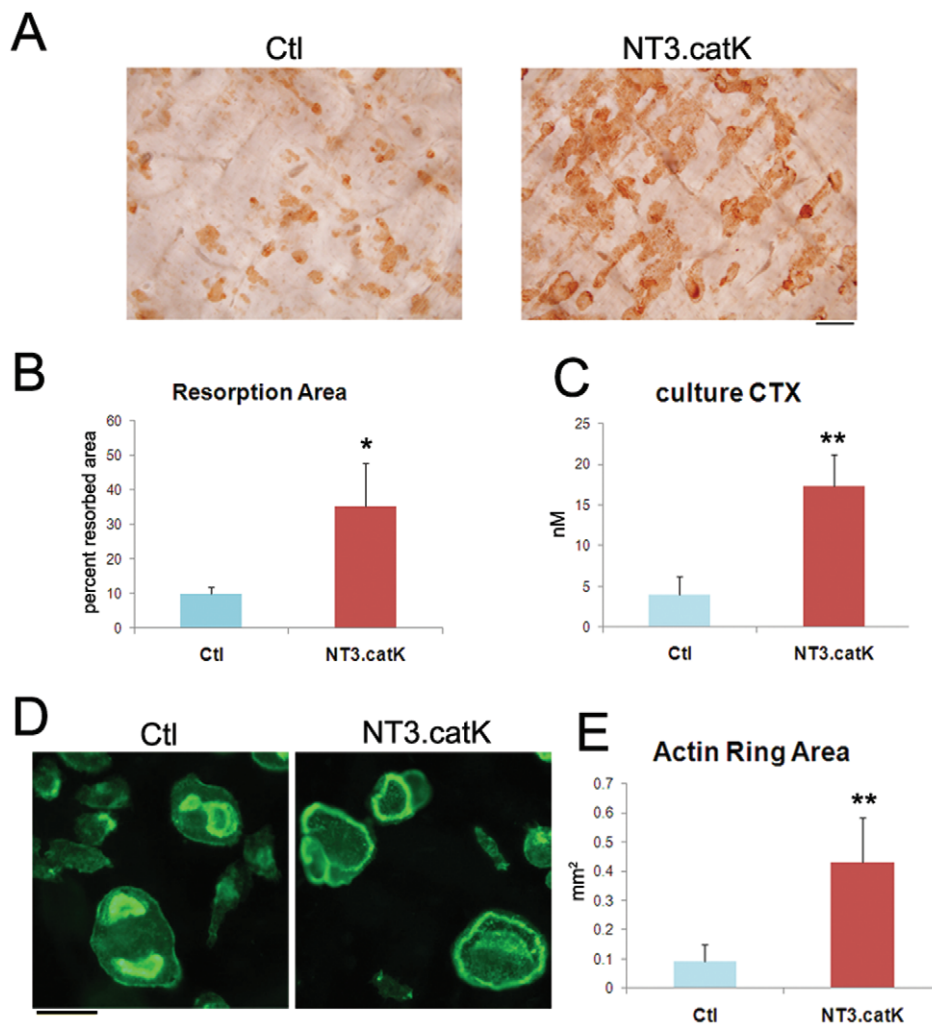 A
Ctl
NT3.catK
B
Resorption Area
percent resorbed area
60
50
40
30
20
10
0
*
Ctl
NT3.catK
C
culture CTX
nM
25
20
15
10
5
0
**
Ctl
NT3.catK
D
Ctl
NT3.catK
E
Actin Ring Area
mm²
0.7
0.6
0.5
0.4
0.3
0.2
0.1
0
**
Ctl
NT3.catK